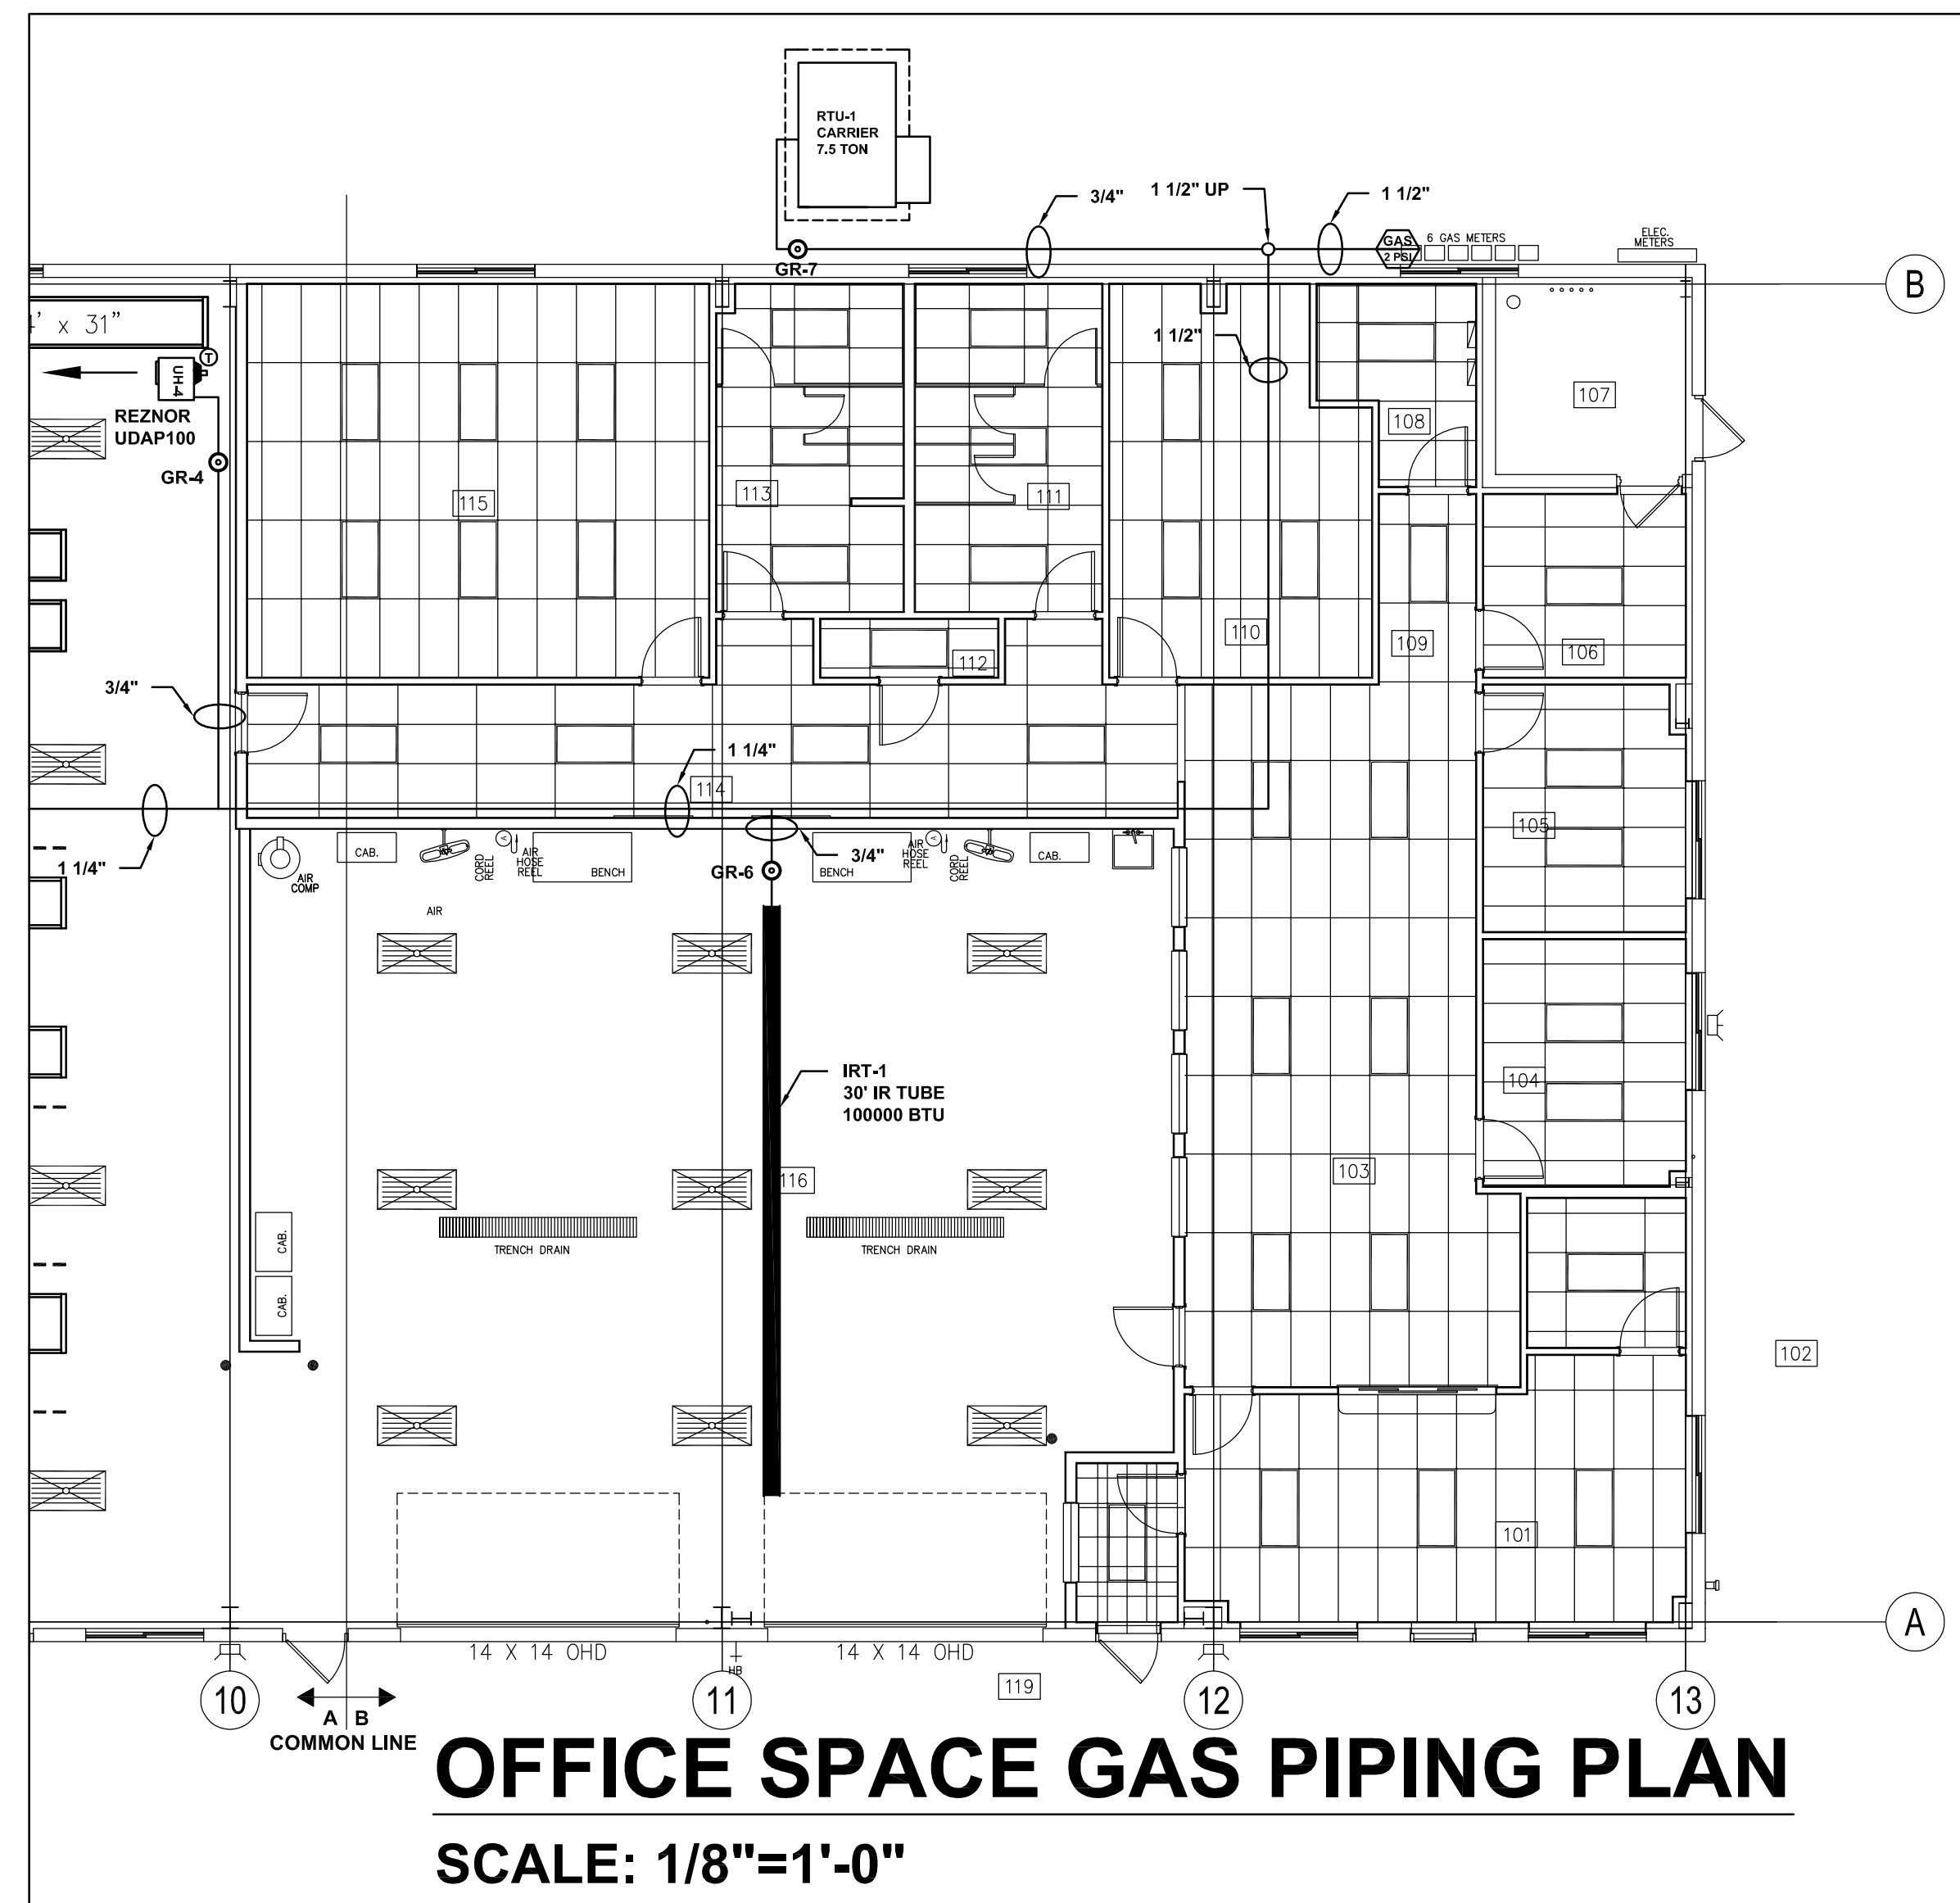 RTU-1
CARRIER
7.5 TON
3/4"
1 1/2" UP
1 1/2"
GAS
2 PSI
6 GAS METERS
ELEC.
METERS
GR-7
B
' x 31"
T
UH-4
REZNOR
UDAP100
GR-4
1 1/2"
107
108
115
113
111
110
109
106
112
3/4"
1 1/4"
114
105
1 1/4"
CAB.
A
AIR
HOSE
REEL
CORD
REEL
BENCH
3/4"
GR-6
BENCH
AIR
HOSE
REEL
A
CORD
REEL
CAB.
AIR
COMP
AIR
IRT-1
30' IR TUBE
100000 BTU
104
116
103
CAB.
TRENCH DRAIN
TRENCH DRAIN
CAB.
102
101
A
14 X 14 OHD
HB
14 X 14 OHD
119
10
11
12
13
A B
COMMON LINE
OFFICE SPACE GAS PIPING PLAN
SCALE: 1/8"=1'-0"